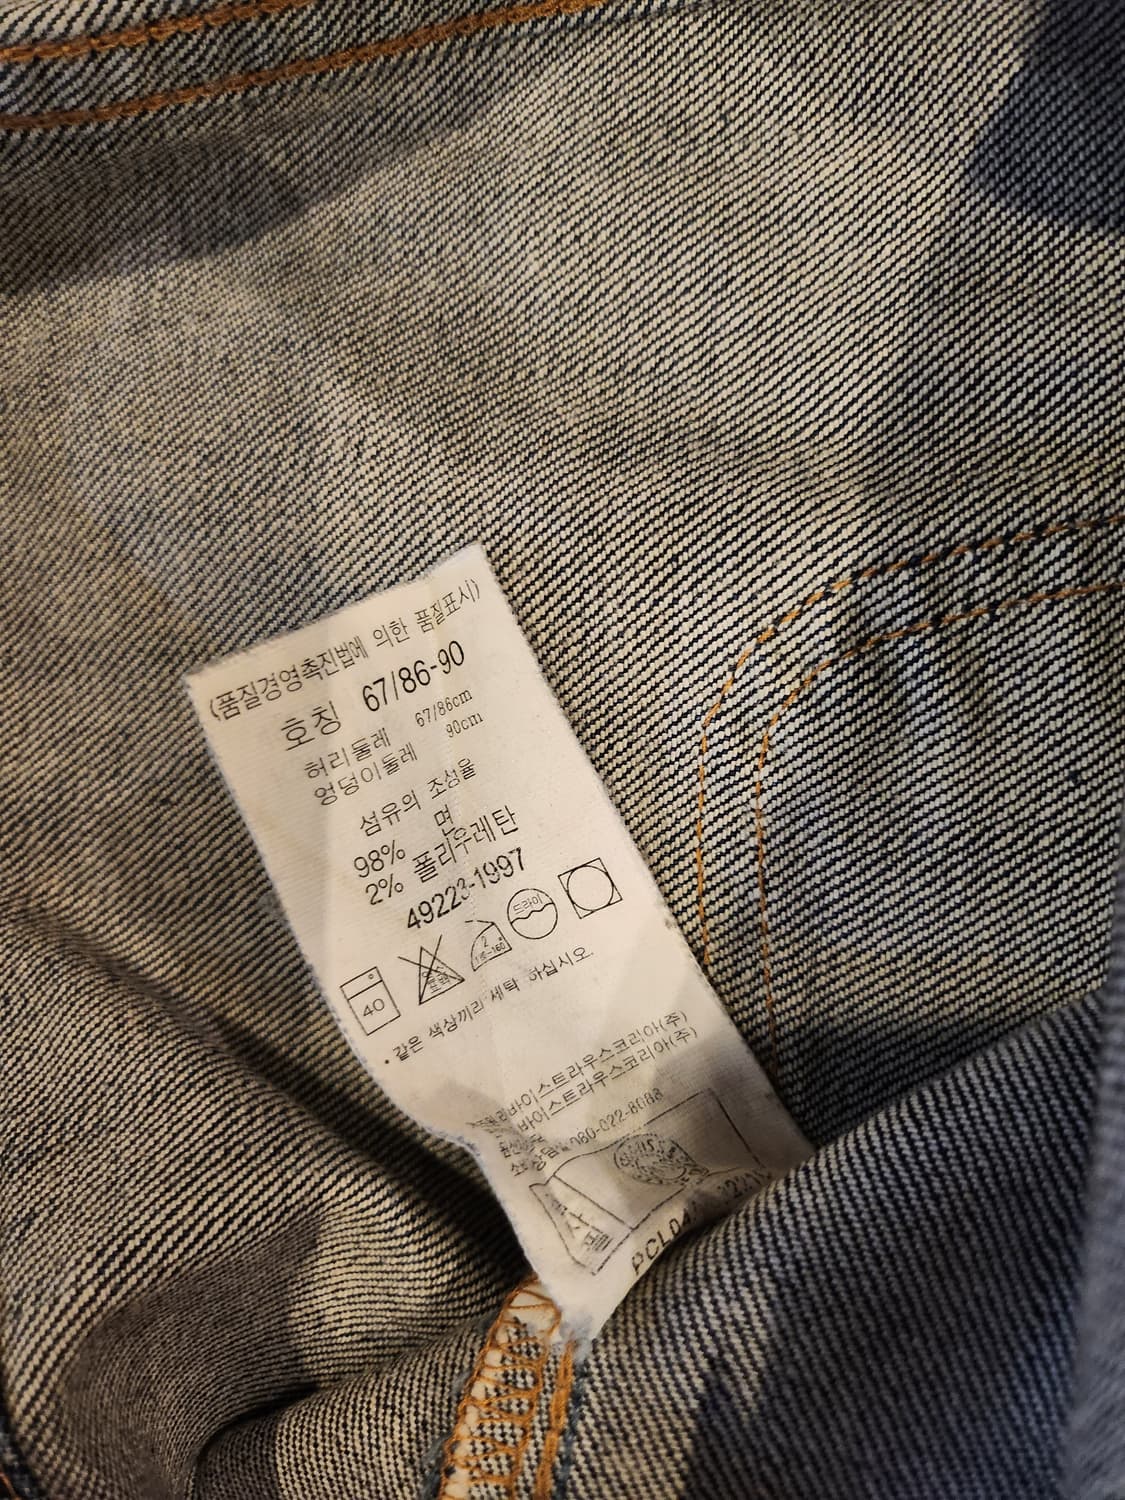 (품질경영촉진법에 의한 품질표시)
호칭 67/86-90
허리둘레 67/86cm
엉덩이둘레 90cm
섬유의 조성율
면
98%
2% 폴리우레탄
49223-1997
40
2
드라이
• 같은 색상끼리 세탁 하십시오.
바이스트라우스코리아(주)
바이스트라우스코리아(주)
080-022-8088